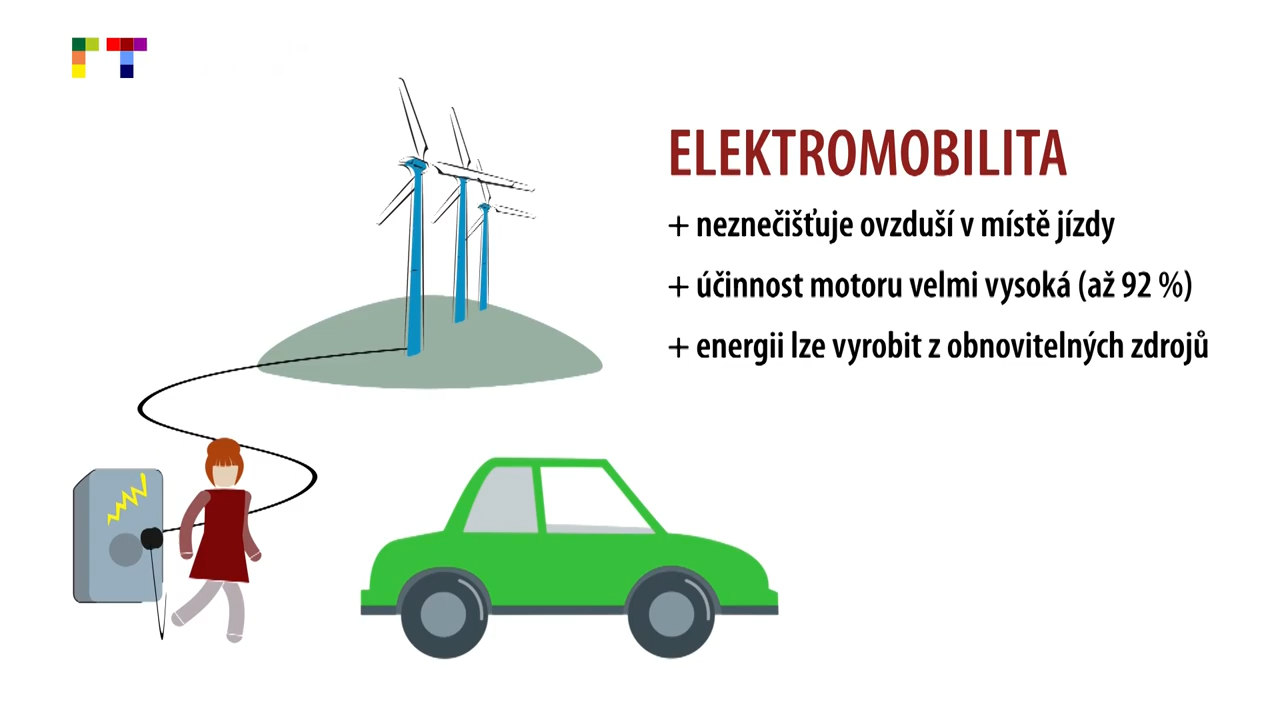 ELEKTROMOBILITA
+ neznečišťuje ovzduší v místě jízdy
+ účinnost motoru velmi vysoká (až 92 %)
+ energii lze vyrobit z obnovitelných zdrojů